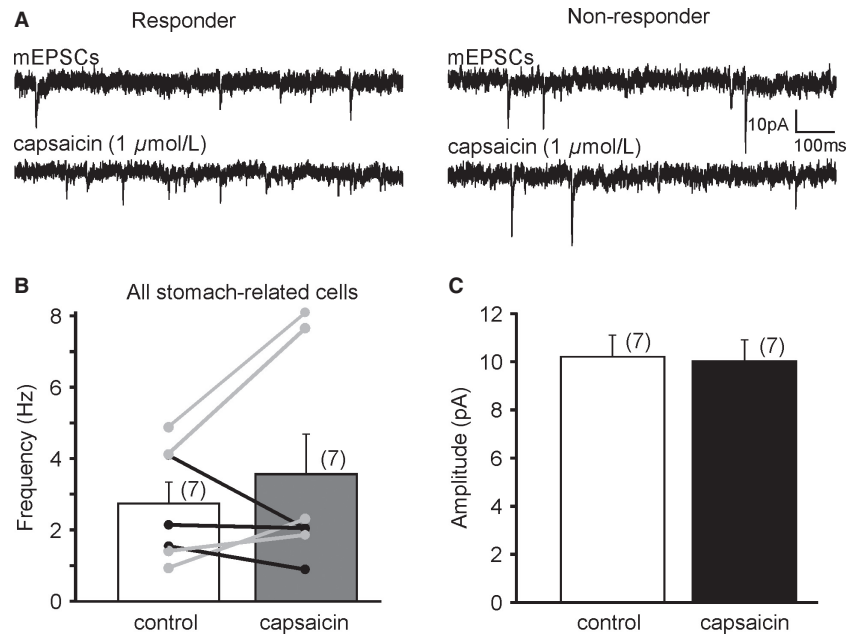 A
Responder
Non-responder
mEPSCs
mEPSCs
10pA
100ms
capsaicin (1 µmol/L)
capsaicin (1 µmol/L)
B
All stomach-related cells
C
8
6
4
2
0
Frequency (Hz)
(7)
(7)
control
capsaicin
12
10
8
6
4
2
0
Amplitude (pA)
(7)
(7)
control
capsaicin